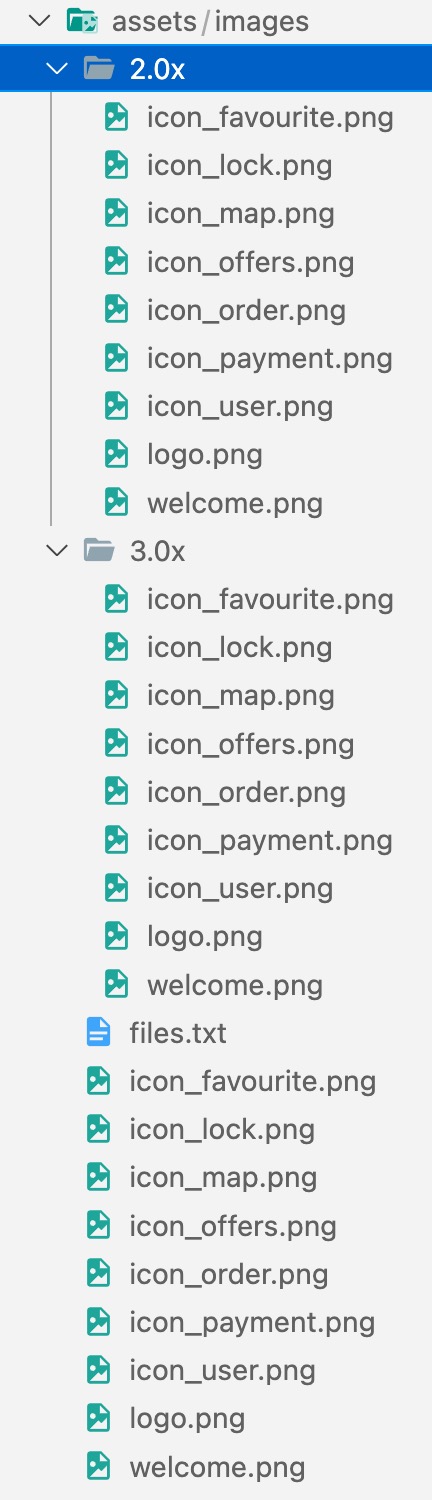 assets/images
2.0x
icon_favourite.png
icon_lock.png
icon_map.png
icon_offers.png
icon_order.png
icon_payment.png
icon_user.png
logo.png
welcome.png
3.0x
icon_favourite.png
icon_lock.png
icon_map.png
icon_offers.png
icon_order.png
icon_payment.png
icon_user.png
logo.png
welcome.png
files.txt
icon_favourite.png
icon_lock.png
icon_map.png
icon_offers.png
icon_order.png
icon_payment.png
icon_user.png
logo.png
welcome.png